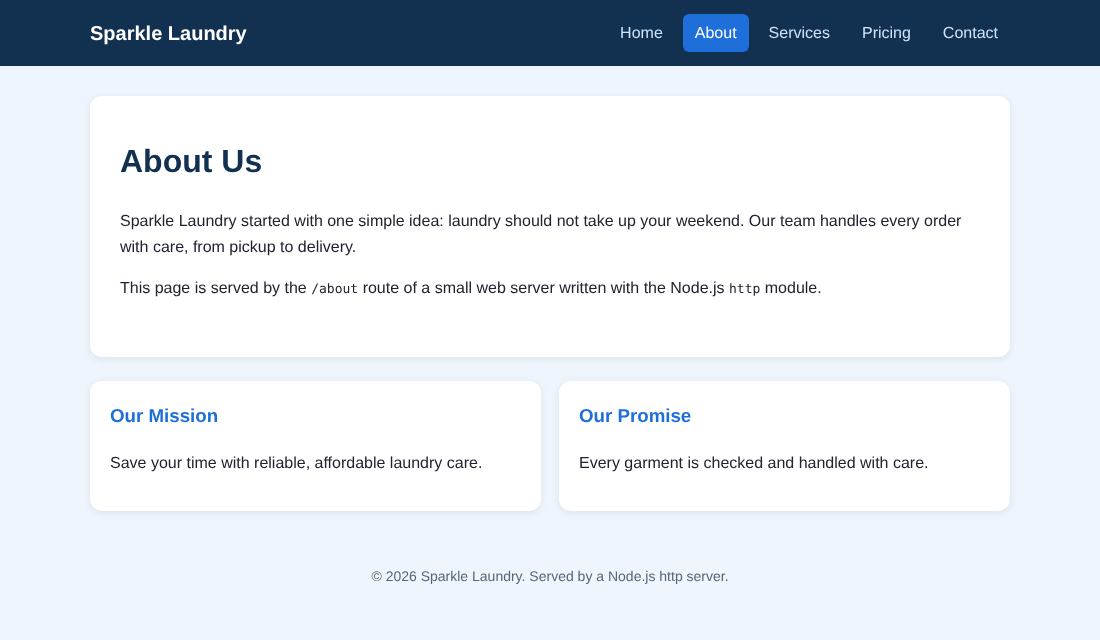 Sparkle Laundry
Home About Services Pricing Contact
About Us
Sparkle Laundry started with one simple idea: laundry should not take up your weekend. Our team handles every order
with care, from pickup to delivery.
This page is served by the /about route of a small web server written with the Node.js http module.
Our Mission
Save your time with reliable, affordable laundry care.
Our Promise
Every garment is checked and handled with care.
© 2026 Sparkle Laundry. Served by a Node.js http server.